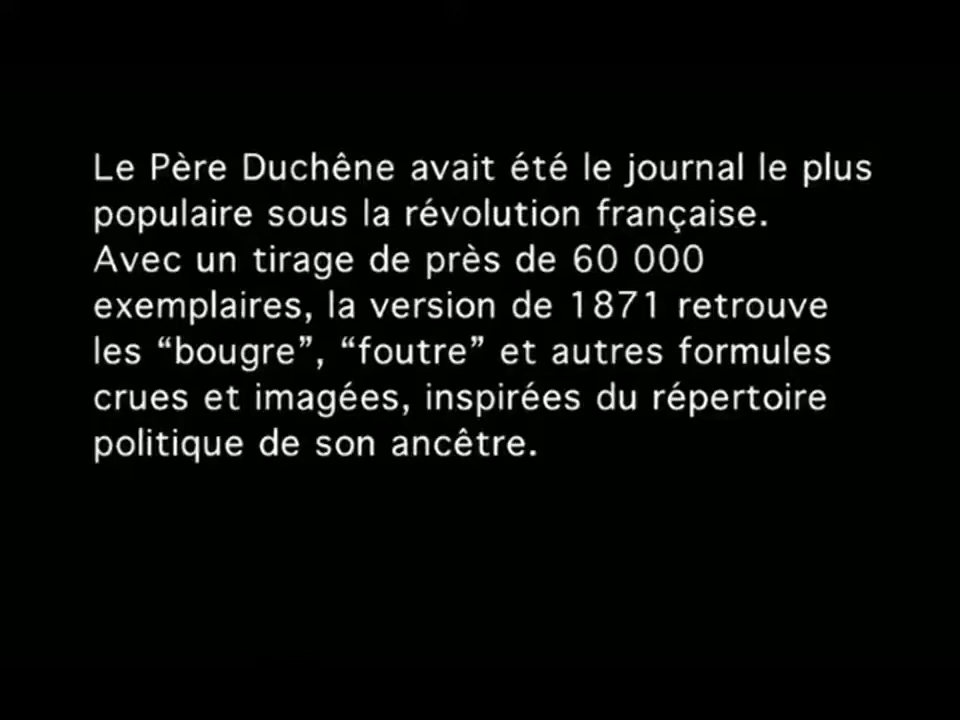 Le Père Duchêne avait été le journal le plus
populaire sous la révolution française.
Avec un tirage de près de 60 000
exemplaires, la version de 1871 retrouve
les “bougre”, “foutre” et autres formules
crues et imagées, inspirées du répertoire
politique de son ancêtre.